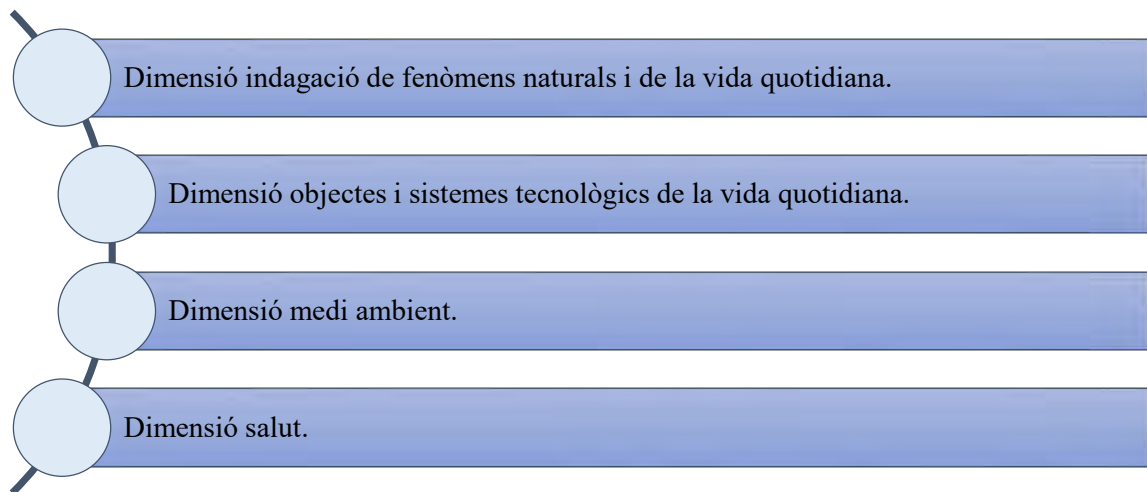 Dimensió indagació de fenòmens naturals i de la vida quotidiana.
Dimensió objectes i sistemes tecnològics de la vida quotidiana.
Dimensió medi ambient.
Dimensió salut.